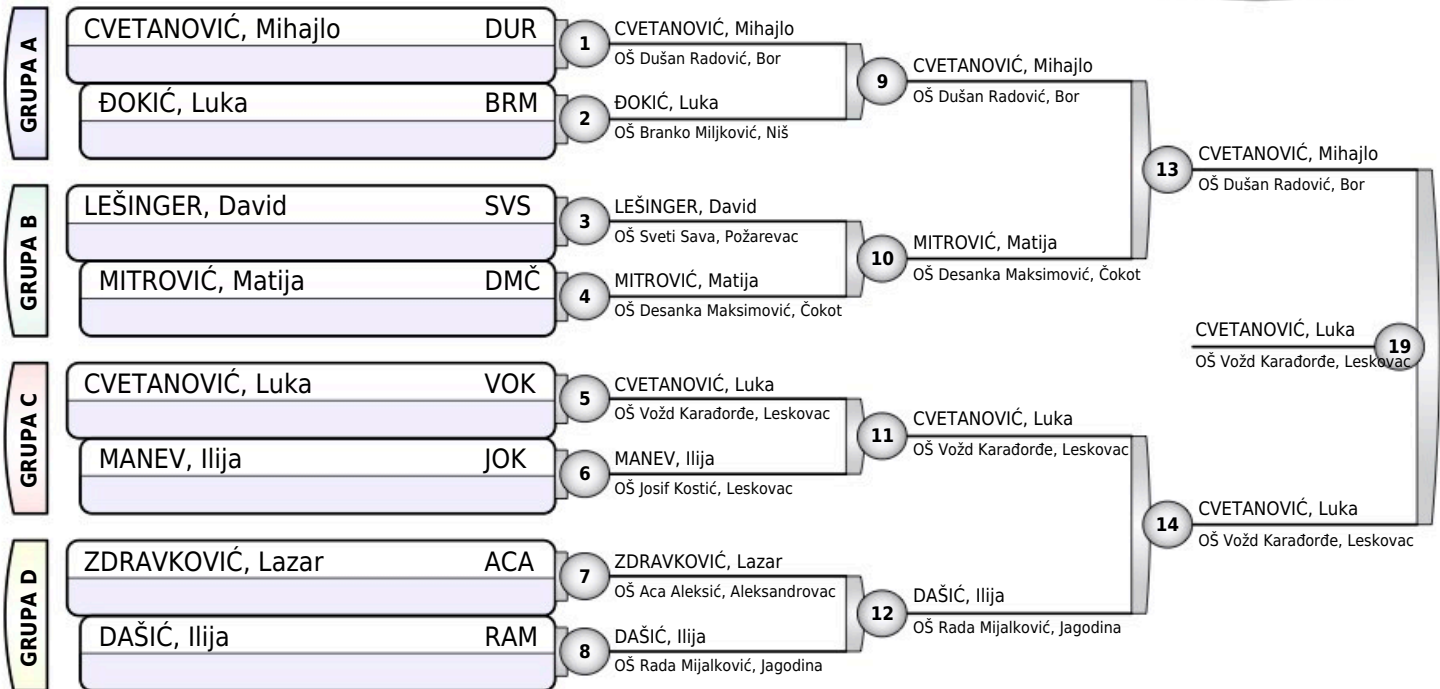 GRUPA A
CVETANOVIĆ, Mihajlo DUR
ĐOKIĆ, Luka BRM
GRUPA B
LEŠINGER, David SVS
MITROVIĆ, Matija DMČ
GRUPA C
CVETANOVIĆ, Luka VOK
MANEV, Ilija JOK
GRUPA D
ZDRAVKOVIĆ, Lazar ACA
DAŠIĆ, Ilija RAM
1
CVETANOVIĆ, Mihajlo
OŠ Dušan Radović, Bor
2
ĐOKIĆ, Luka
OŠ Branko Miljković, Niš
3
LEŠINGER, David
OŠ Sveti Sava, Požarevac
4
MITROVIĆ, Matija
OŠ Desanka Maksimović, Čokot
5
CVETANOVIĆ, Luka
OŠ Vožd Karađorđe, Leskovac
6
MANEV, Ilija
OŠ Josif Kostić, Leskovac
7
ZDRAVKOVIĆ, Lazar
OŠ Aca Aleksić, Aleksandrovac
8
DAŠIĆ, Ilija
OŠ Rada Mijalković, Jagodina
9
CVETANOVIĆ, Mihajlo
OŠ Dušan Radović, Bor
10
MITROVIĆ, Matija
OŠ Desanka Maksimović, Čokot
11
CVETANOVIĆ, Luka
OŠ Vožd Karađorđe, Leskovac
12
DAŠIĆ, Ilija
OŠ Rada Mijalković, Jagodina
13
CVETANOVIĆ, Mihajlo
OŠ Dušan Radović, Bor
14
CVETANOVIĆ, Luka
OŠ Vožd Karađorđe, Leskovac
CVETANOVIĆ, Luka
19
OŠ Vožd Karađorđe, Leskovac